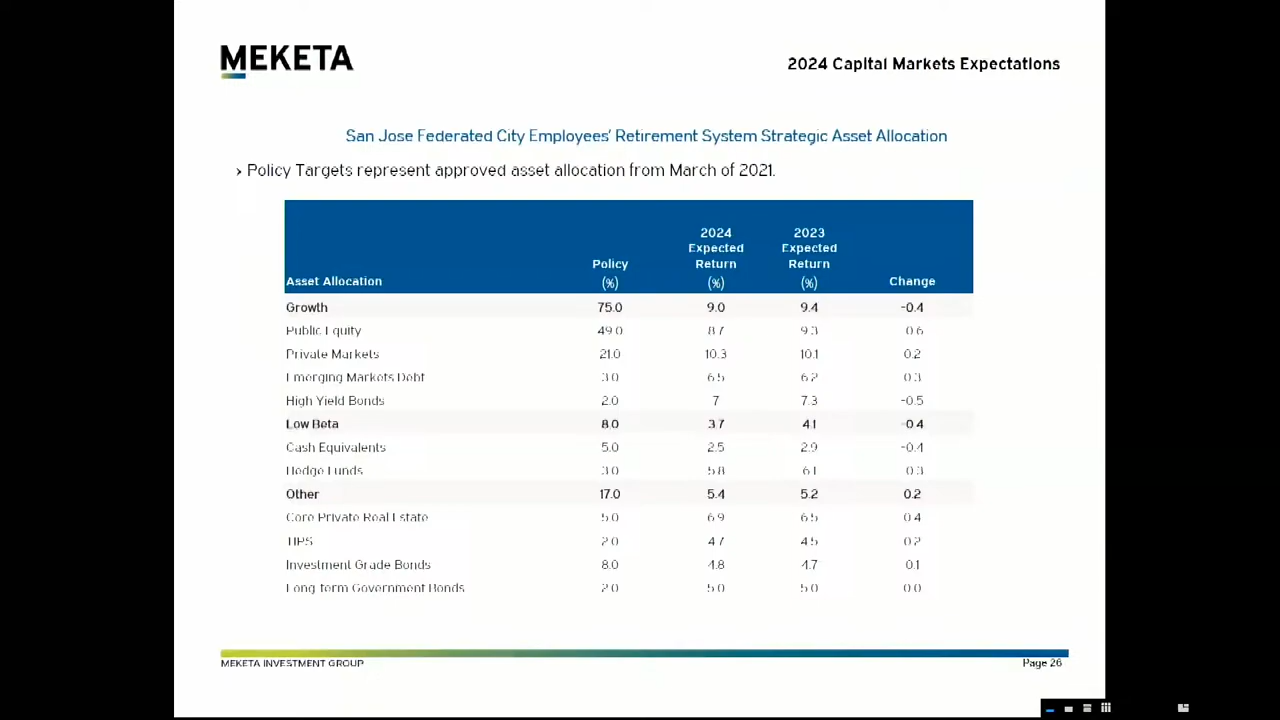 MEKETA
2024 Capital Markets Expectations
San Jose Federated City Employees' Retirement System Strategic Asset Allocation
› Policy Targets represent approved asset allocation from March of 2021.
Asset Allocation Policy (%) 2024 Expected Return (%) 2023 Expected Return (%) Change
Growth 75.0 9.0 9.4 -0.4
Public Equity 49.0 8.7 9.3 0.6
Private Markets 21.0 10.3 10.1 0.2
Emerging Markets Debt 3.0 6.5 6.2 0.3
High Yield Bonds 2.0 7 7.3 -0.5
Low Beta 8.0 3.7 4.1 -0.4
Cash Equivalents 5.0 2.5 2.9 -0.4
Hedge Funds 3.0 5.8 6.1 0.3
Other 17.0 5.4 5.2 0.2
Core Private Real Estate 5.0 6.9 6.5 0.4
TIPS 2.0 4.7 4.5 0.2
Investment Grade Bonds 8.0 4.8 4.7 0.1
Long-term Government Bonds 2.0 5.0 5.0 0.0
MEKETA INVESTMENT GROUP
Page 26